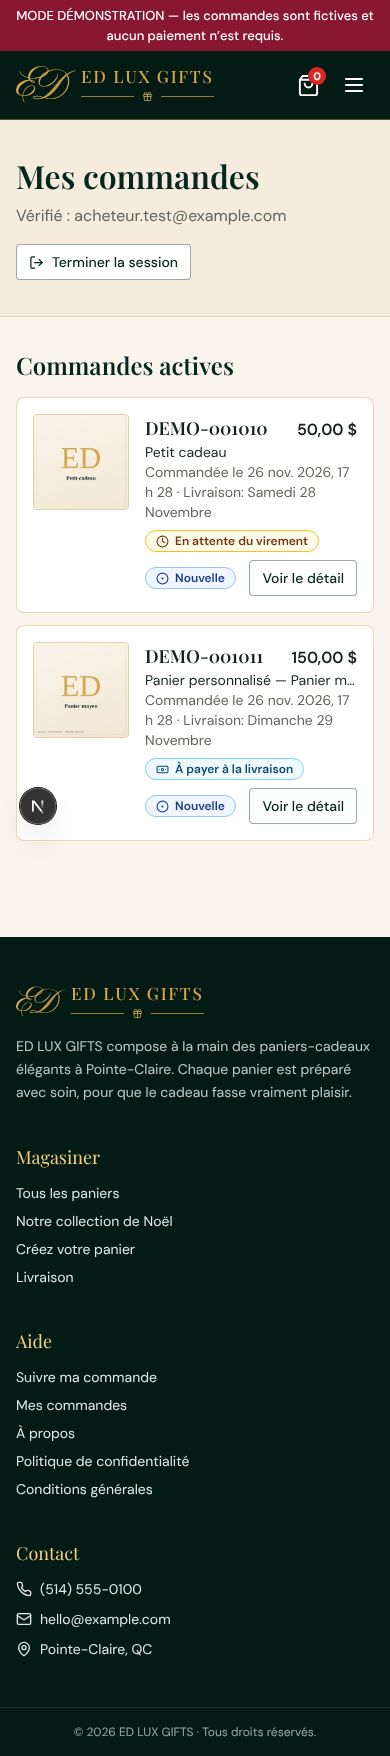 MODE DÉMONSTRATION — les commandes sont fictives et
aucun paiement n’est requis.
ED LUX GIFTS
0
Mes commandes
Vérifié : acheteur.test@example.com
Terminer la session
Commandes actives
ED
Petit cadeau
DEMO-001010
50,00 $
Petit cadeau
Commandée le 26 nov. 2026, 17
h 28 · Livraison: Samedi 28
Novembre
En attente du virement
Nouvelle
Voir le détail
ED
Panier moyen
DEMO-001011
150,00 $
Panier personnalisé — Panier m…
Commandée le 26 nov. 2026, 17
h 28 · Livraison: Dimanche 29
Novembre
À payer à la livraison
Nouvelle
Voir le détail
N
ED LUX GIFTS
ED LUX GIFTS compose à la main des paniers-cadeaux
élégants à Pointe-Claire. Chaque panier est préparé
avec soin, pour que le cadeau fasse vraiment plaisir.
Magasiner
Tous les paniers
Notre collection de Noël
Créez votre panier
Livraison
Aide
Suivre ma commande
Mes commandes
À propos
Politique de confidentialité
Conditions générales
Contact
(514) 555-0100
hello@example.com
Pointe-Claire, QC
© 2026 ED LUX GIFTS · Tous droits réservés.